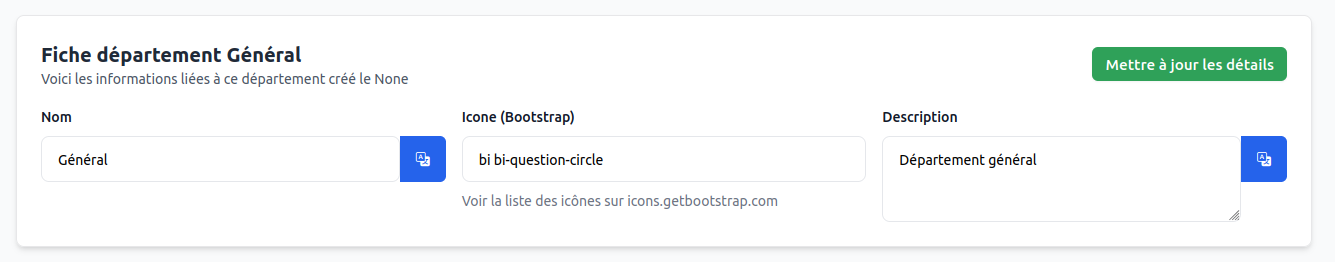 Fiche département Général
Voici les informations liées à ce département créé le None
Mettre à jour les détails
Nom
Général
Icone (Bootstrap)
bi bi-question-circle
Voir la liste des icônes sur icons.getbootstrap.com
Description
Département général